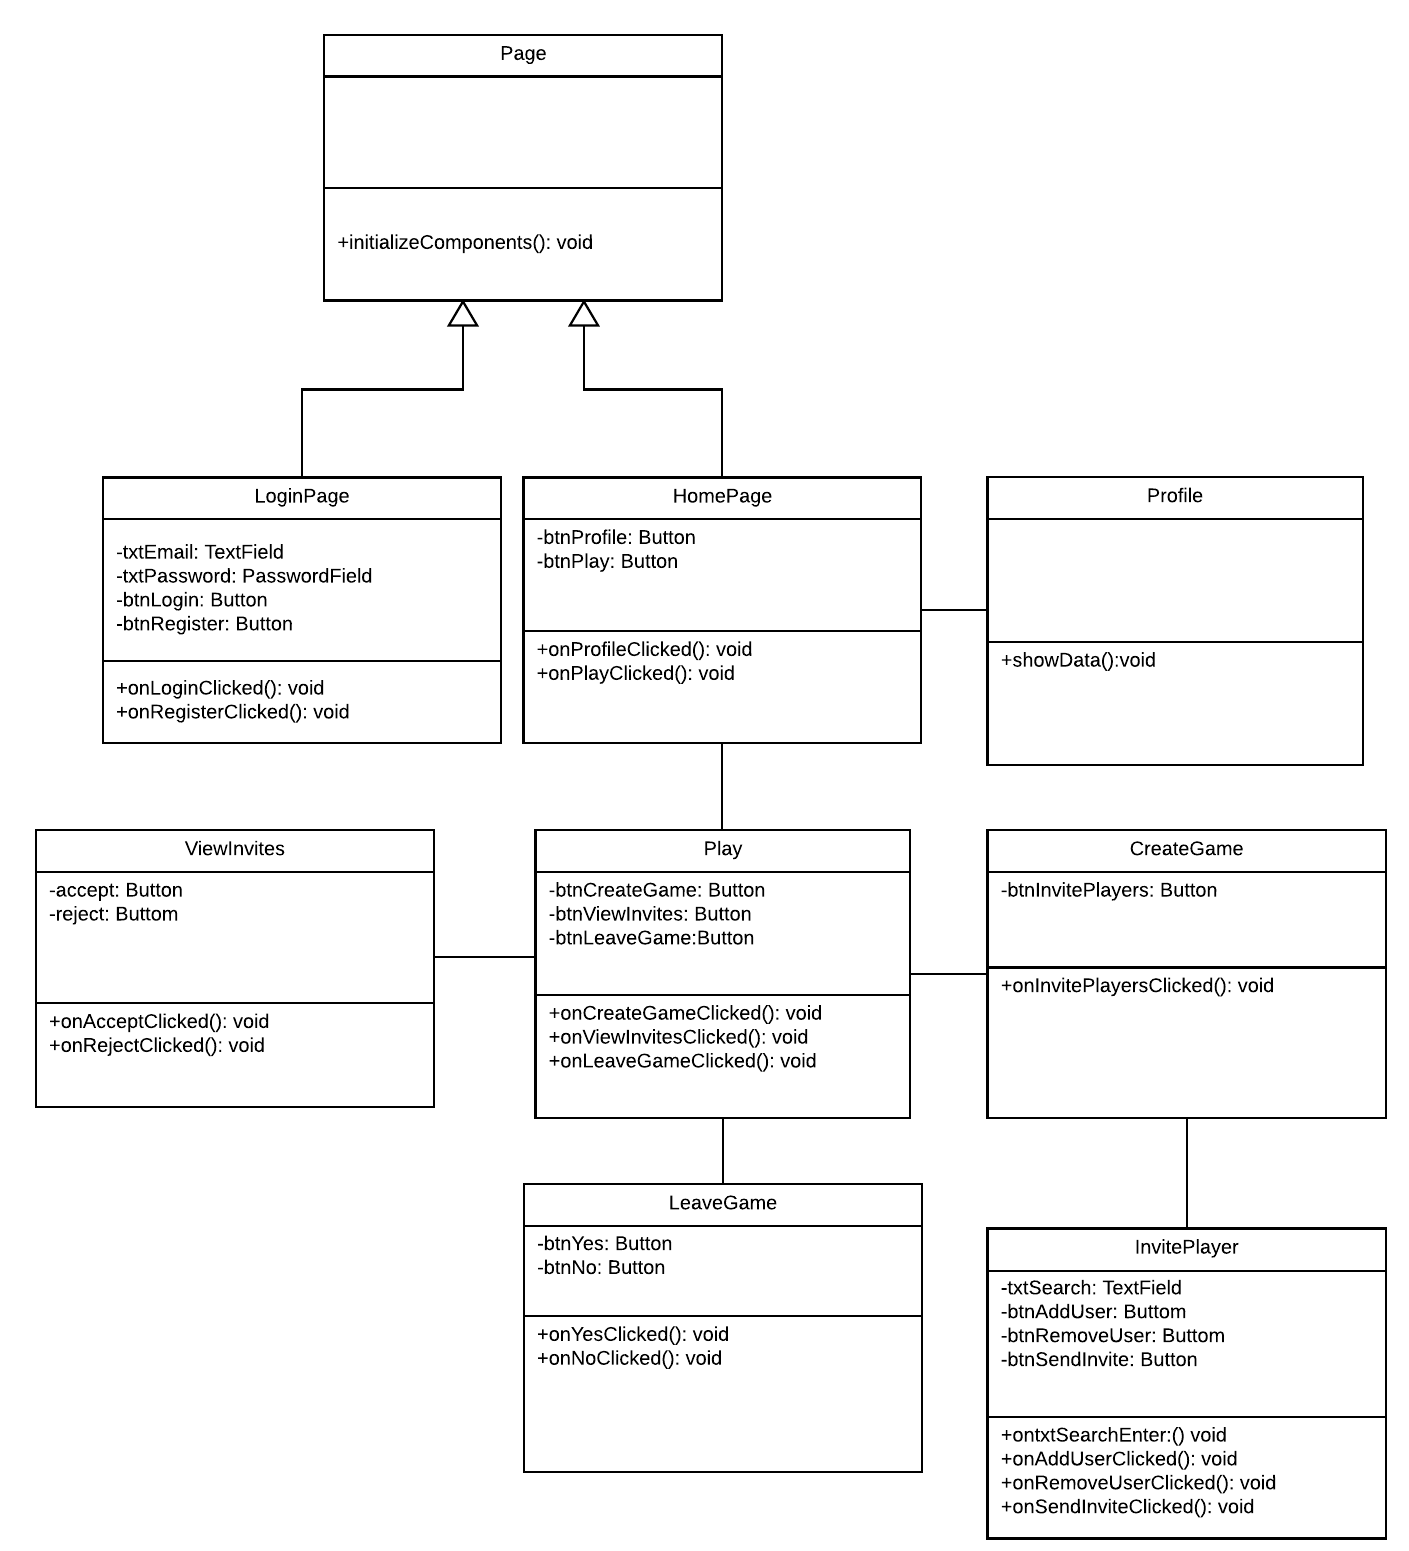 Page
+initializeComponents(): void
LoginPage
-txtEmail: TextField
-txtPassword: PasswordField
-btnLogin: Button
-btnRegister: Button
+onLoginClicked(): void
+onRegisterClicked(): void
HomePage
-btnProfile: Button
-btnPlay: Button
+onProfileClicked(): void
+onPlayClicked(): void
Profile
+showData():void
ViewInvites
-accept: Button
-reject: Buttom
+onAcceptClicked(): void
+onRejectClicked(): void
Play
-btnCreateGame: Button
-btnViewInvites: Button
-btnLeaveGame:Button
+onCreateGameClicked(): void
+onViewInvitesClicked(): void
+onLeaveGameClicked(): void
CreateGame
-btnInvitePlayers: Button
+onInvitePlayersClicked(): void
LeaveGame
-btnYes: Button
-btnNo: Button
+onYesClicked(): void
+onNoClicked(): void
InvitePlayer
-txtSearch: TextField
-btnAddUser: Buttom
-btnRemoveUser: Buttom
-btnSendInvite: Button
+ontxtSearchEnter:() void
+onAddUserClicked(): void
+onRemoveUserClicked(): void
+onSendInviteClicked(): void